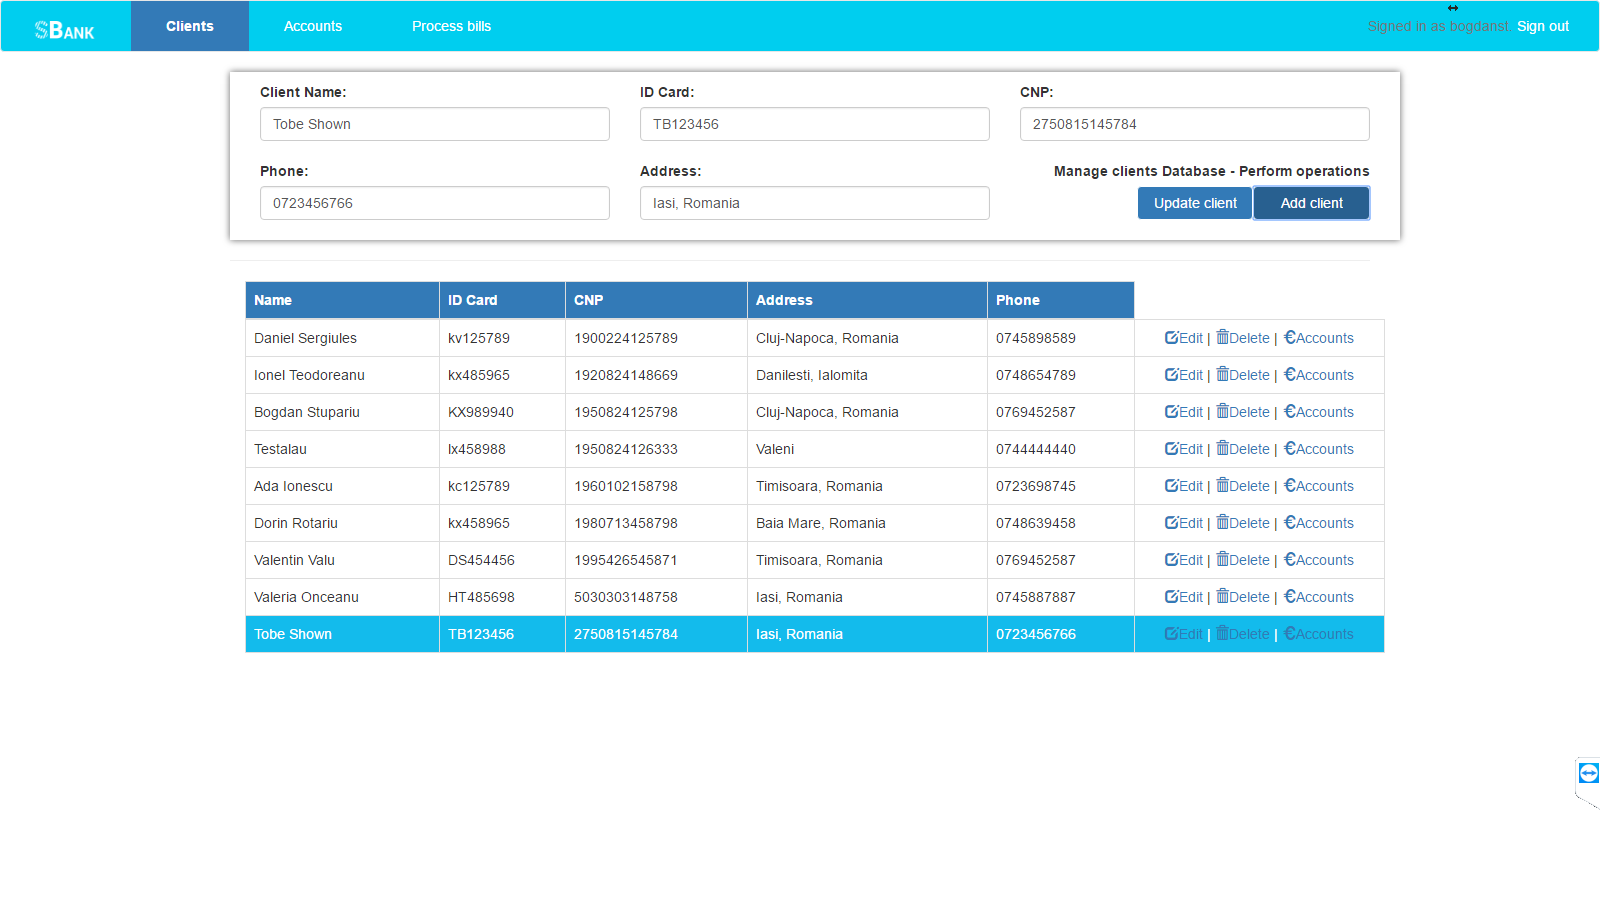 SBANK Clients Accounts Process bills Signed in as bogdanst. Sign out
Client Name: ID Card: CNP:
Tobe Shown TB123456 2750815145784
Phone: Address: Manage clients Database - Perform operations
0723456766 Iasi, Romania Update client Add client
Name ID Card CNP Address Phone
Daniel Sergiules kv125789 1900224125789 Cluj-Napoca, Romania 0745898589 Edit | Delete | €Accounts
Ionel Teodoreanu kx485965 1920824148669 Danilesti, Ialomita 0748654789 Edit | Delete | €Accounts
Bogdan Stupariu KX989940 1950824125798 Cluj-Napoca, Romania 0769452587 Edit | Delete | €Accounts
Testalau lx458988 1950824126333 Valeni 0744444440 Edit | Delete | €Accounts
Ada Ionescu kc125789 1960102158798 Timisoara, Romania 0723698745 Edit | Delete | €Accounts
Dorin Rotariu kx458965 1980713458798 Baia Mare, Romania 0748639458 Edit | Delete | €Accounts
Valentin Valu DS454456 1995426545871 Timisoara, Romania 0769452587 Edit | Delete | €Accounts
Valeria Onceanu HT485698 5030303148758 Iasi, Romania 0745887887 Edit | Delete | €Accounts
Tobe Shown TB123456 2750815145784 Iasi, Romania 0723456766 Edit | Delete | €Accounts